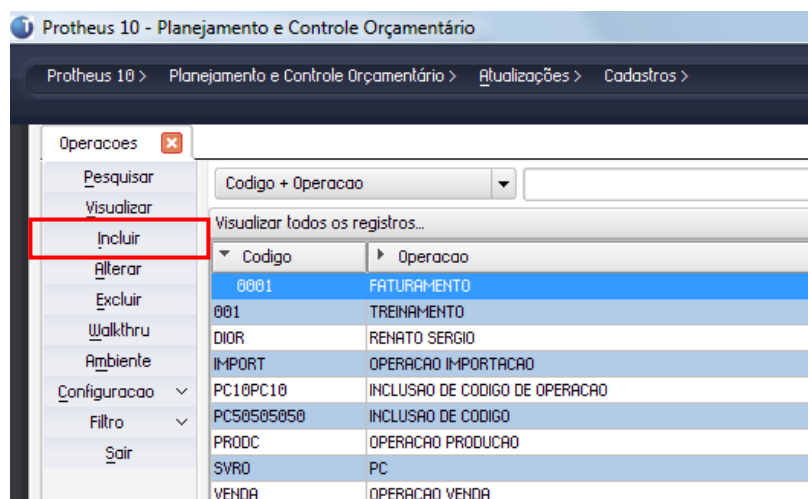 Protheus 10 - Planejamento e Controle Orçamentário
Protheus 10 > Planejamento e Controle Orçamentário > Atualizações > Cadastros >
Operacoes
Pesquisar
Visualizar
Incluir
Alterar
Excluir
Walkthru
Ambiente
Configuracao
Filtro
Sair
Codigo + Operacao
Visualizar todos os registros...
Codigo Operacao
0001 FATURAMENTO
001 TREINAMENTO
DIOR RENATO SERGIO
IMPORT OPERACAO IMPORTACAO
PC10PC10 INCLUSAO DE CODIGO DE OPERACAO
PC50505050 INCLUSAO DE CODIGO
PRODC OPERACAO PRODUCAO
SVRO PC
VENDA OPERACAO VENDA